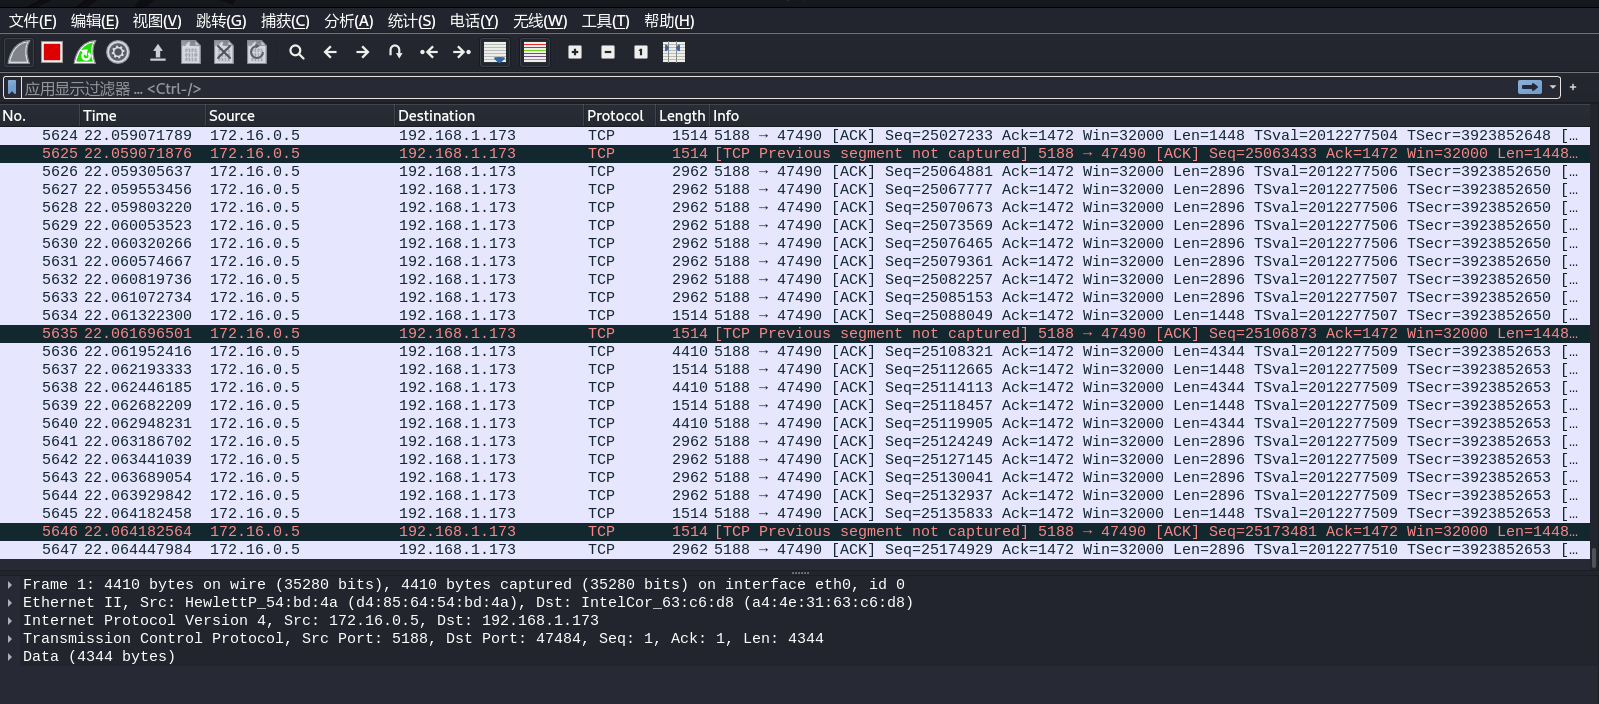 文件(F) 编辑(E) 视图(V) 跳转(G) 捕获(C) 分析(A) 统计(S) 电话(Y) 无线(W) 工具(T) 帮助(H)
应用显示过滤器 … <Ctrl-/> +
No. Time Source Destination Protocol Length Info
5624 22.059071789 172.16.0.5 192.168.1.173 TCP 1514 5188 → 47490 [ACK] Seq=25027233 Ack=1472 Win=32000 Len=1448 TSval=2012277504 TSecr=3923852648 […
5625 22.059071876 172.16.0.5 192.168.1.173 TCP 1514 [TCP Previous segment not captured] 5188 → 47490 [ACK] Seq=25063433 Ack=1472 Win=32000 Len=1448…
5626 22.059305637 172.16.0.5 192.168.1.173 TCP 2962 5188 → 47490 [ACK] Seq=25064881 Ack=1472 Win=32000 Len=2896 TSval=2012277506 TSecr=3923852650 […
5627 22.059553456 172.16.0.5 192.168.1.173 TCP 2962 5188 → 47490 [ACK] Seq=25067777 Ack=1472 Win=32000 Len=2896 TSval=2012277506 TSecr=3923852650 […
5628 22.059803220 172.16.0.5 192.168.1.173 TCP 2962 5188 → 47490 [ACK] Seq=25070673 Ack=1472 Win=32000 Len=2896 TSval=2012277506 TSecr=3923852650 […
5629 22.060053523 172.16.0.5 192.168.1.173 TCP 2962 5188 → 47490 [ACK] Seq=25073569 Ack=1472 Win=32000 Len=2896 TSval=2012277506 TSecr=3923852650 […
5630 22.060320266 172.16.0.5 192.168.1.173 TCP 2962 5188 → 47490 [ACK] Seq=25076465 Ack=1472 Win=32000 Len=2896 TSval=2012277506 TSecr=3923852650 […
5631 22.060574667 172.16.0.5 192.168.1.173 TCP 2962 5188 → 47490 [ACK] Seq=25079361 Ack=1472 Win=32000 Len=2896 TSval=2012277506 TSecr=3923852650 […
5632 22.060819736 172.16.0.5 192.168.1.173 TCP 2962 5188 → 47490 [ACK] Seq=25082257 Ack=1472 Win=32000 Len=2896 TSval=2012277507 TSecr=3923852650 […
5633 22.061072734 172.16.0.5 192.168.1.173 TCP 2962 5188 → 47490 [ACK] Seq=25085153 Ack=1472 Win=32000 Len=2896 TSval=2012277507 TSecr=3923852650 […
5634 22.061322300 172.16.0.5 192.168.1.173 TCP 1514 5188 → 47490 [ACK] Seq=25088049 Ack=1472 Win=32000 Len=1448 TSval=2012277507 TSecr=3923852650 […
5635 22.061696501 172.16.0.5 192.168.1.173 TCP 1514 [TCP Previous segment not captured] 5188 → 47490 [ACK] Seq=25106873 Ack=1472 Win=32000 Len=1448…
5636 22.061952416 172.16.0.5 192.168.1.173 TCP 4410 5188 → 47490 [ACK] Seq=25108321 Ack=1472 Win=32000 Len=4344 TSval=2012277509 TSecr=3923852653 […
5637 22.062193333 172.16.0.5 192.168.1.173 TCP 1514 5188 → 47490 [ACK] Seq=25112665 Ack=1472 Win=32000 Len=1448 TSval=2012277509 TSecr=3923852653 […
5638 22.062446185 172.16.0.5 192.168.1.173 TCP 4410 5188 → 47490 [ACK] Seq=25114113 Ack=1472 Win=32000 Len=4344 TSval=2012277509 TSecr=3923852653 […
5639 22.062682209 172.16.0.5 192.168.1.173 TCP 1514 5188 → 47490 [ACK] Seq=25118457 Ack=1472 Win=32000 Len=1448 TSval=2012277509 TSecr=3923852653 […
5640 22.062948231 172.16.0.5 192.168.1.173 TCP 4410 5188 → 47490 [ACK] Seq=25119905 Ack=1472 Win=32000 Len=4344 TSval=2012277509 TSecr=3923852653 […
5641 22.063186702 172.16.0.5 192.168.1.173 TCP 2962 5188 → 47490 [ACK] Seq=25124249 Ack=1472 Win=32000 Len=2896 TSval=2012277509 TSecr=3923852653 […
5642 22.063441039 172.16.0.5 192.168.1.173 TCP 2962 5188 → 47490 [ACK] Seq=25127145 Ack=1472 Win=32000 Len=2896 TSval=2012277509 TSecr=3923852653 […
5643 22.063689054 172.16.0.5 192.168.1.173 TCP 2962 5188 → 47490 [ACK] Seq=25130041 Ack=1472 Win=32000 Len=2896 TSval=2012277509 TSecr=3923852653 […
5644 22.063929842 172.16.0.5 192.168.1.173 TCP 2962 5188 → 47490 [ACK] Seq=25132937 Ack=1472 Win=32000 Len=2896 TSval=2012277509 TSecr=3923852653 […
5645 22.064182458 172.16.0.5 192.168.1.173 TCP 1514 5188 → 47490 [ACK] Seq=25135833 Ack=1472 Win=32000 Len=1448 TSval=2012277509 TSecr=3923852653 […
5646 22.064182564 172.16.0.5 192.168.1.173 TCP 1514 [TCP Previous segment not captured] 5188 → 47490 [ACK] Seq=25173481 Ack=1472 Win=32000 Len=1448…
5647 22.064447984 172.16.0.5 192.168.1.173 TCP 2962 5188 → 47490 [ACK] Seq=25174929 Ack=1472 Win=32000 Len=2896 TSval=2012277510 TSecr=3923852653 […
Frame 1: 4410 bytes on wire (35280 bits), 4410 bytes captured (35280 bits) on interface eth0, id 0
Ethernet II, Src: HewlettP_54:bd:4a (d4:85:64:54:bd:4a), Dst: IntelCor_63:c6:d8 (a4:4e:31:63:c6:d8)
Internet Protocol Version 4, Src: 172.16.0.5, Dst: 192.168.1.173
Transmission Control Protocol, Src Port: 5188, Dst Port: 47484, Seq: 1, Ack: 1, Len: 4344
Data (4344 bytes)